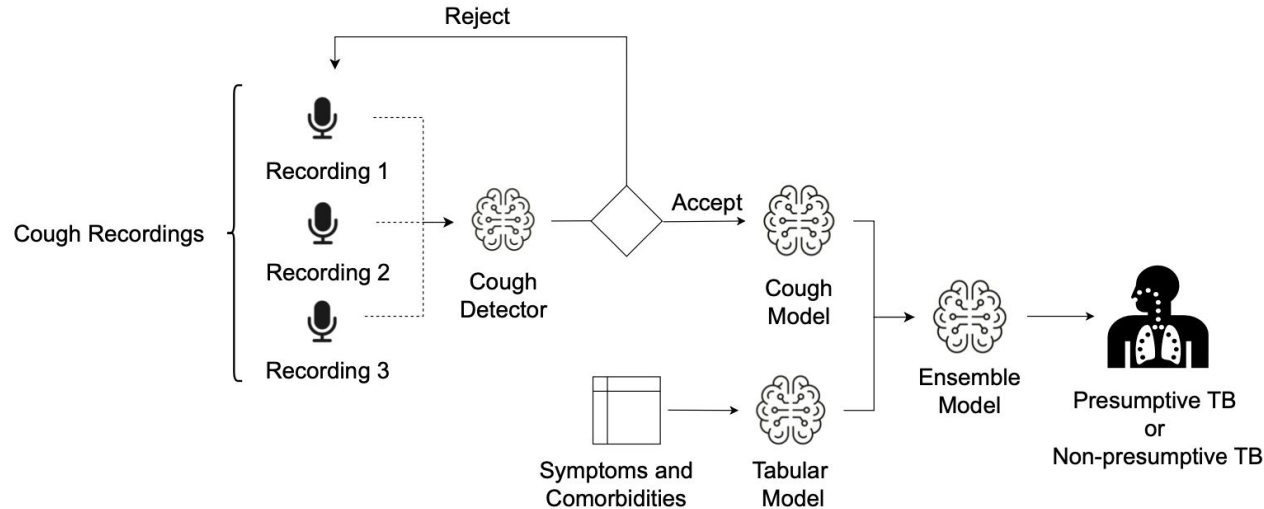 Reject
Recording 1
Cough Recordings
Recording 2
Recording 3
Cough
Detector
Accept
Cough
Model
Symptoms and
Comorbidities
Tabular
Model
Ensemble
Model
Presumptive TB
or
Non-presumptive TB